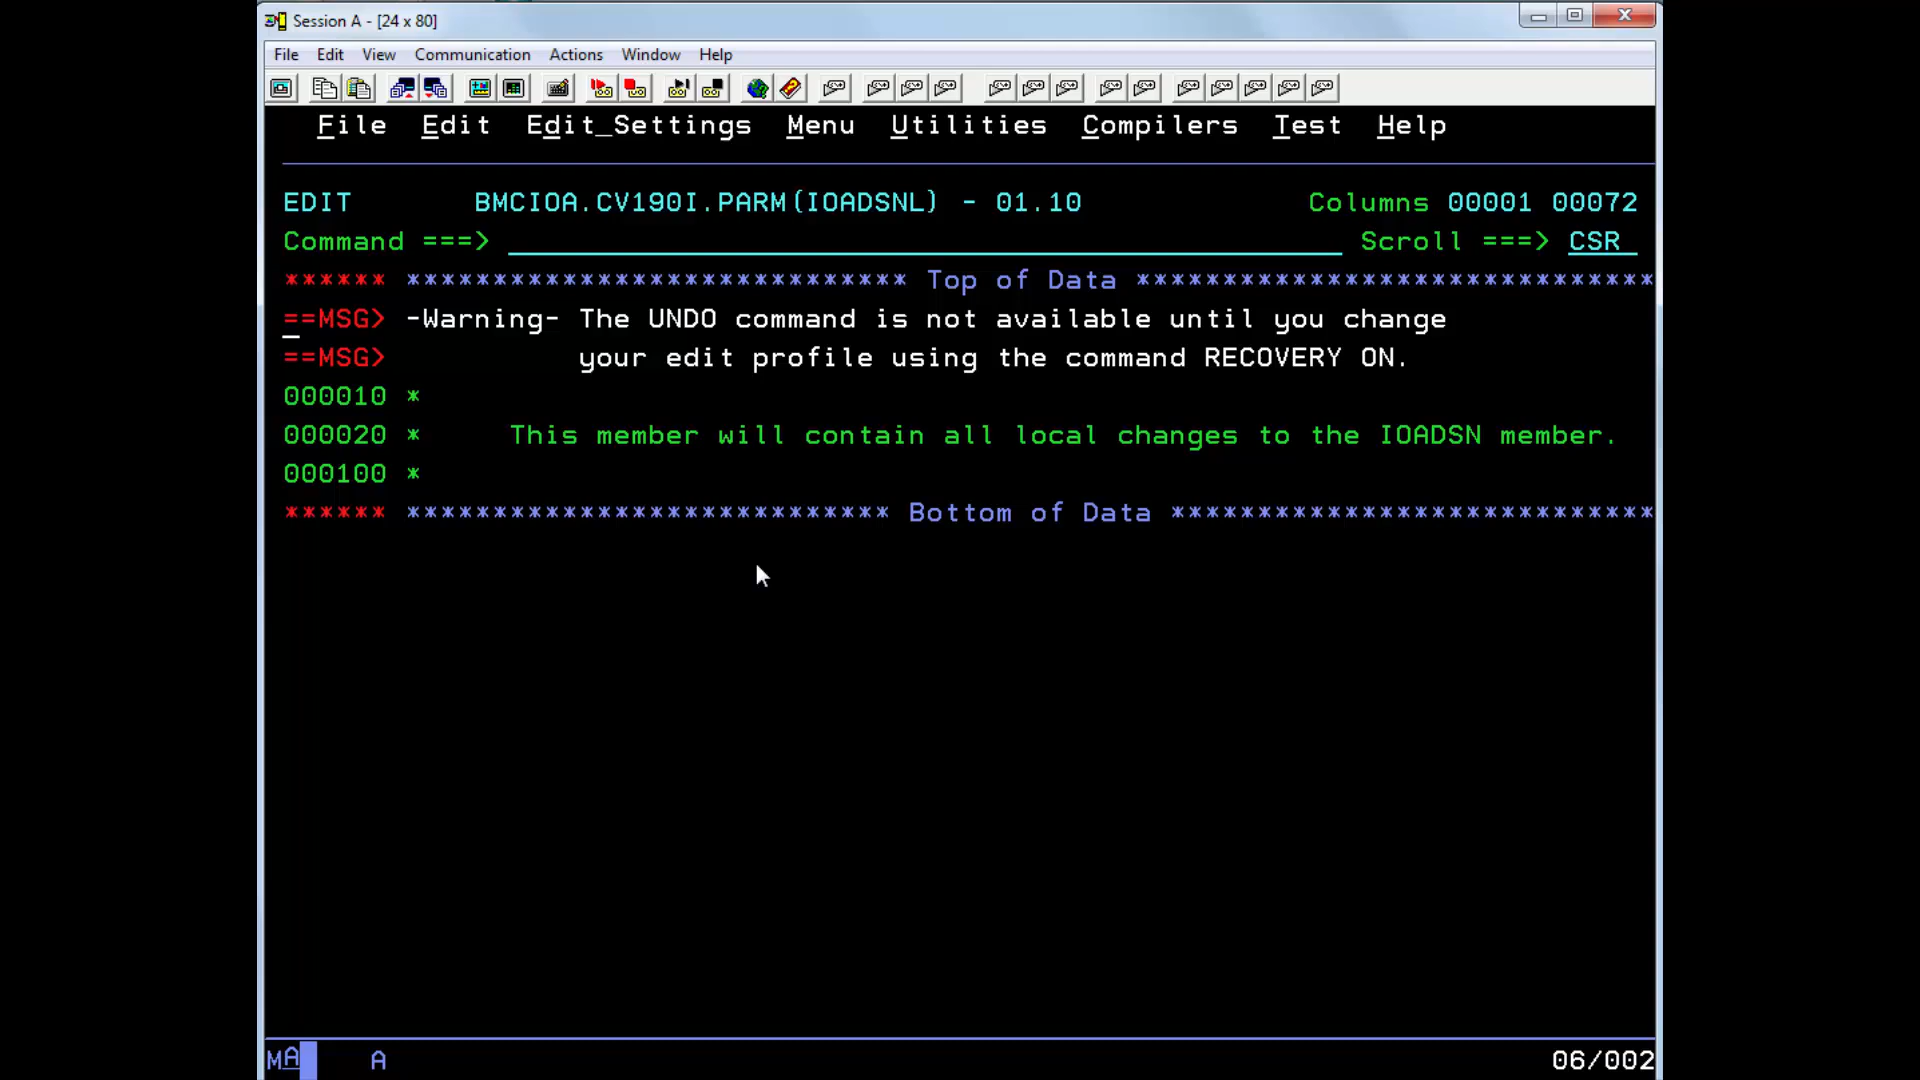 Session A - [24 x 80]
File Edit View Communication Actions Window Help
File Edit Edit_Settings Menu Utilities Compilers Test Help
EDIT BMCIOA.CV190I.PARM(IOADSNL) - 01.10 Columns 00001 00072
Command ===> Scroll ===> CSR
****** ***************************** Top of Data ******************************
==MSG> -Warning- The UNDO command is not available until you change
==MSG> your edit profile using the command RECOVERY ON.
000010 *
000020 * This member will contain all local changes to the IOADSN member.
000100 *
****** **************************** Bottom of Data ****************************
MA A 06/002